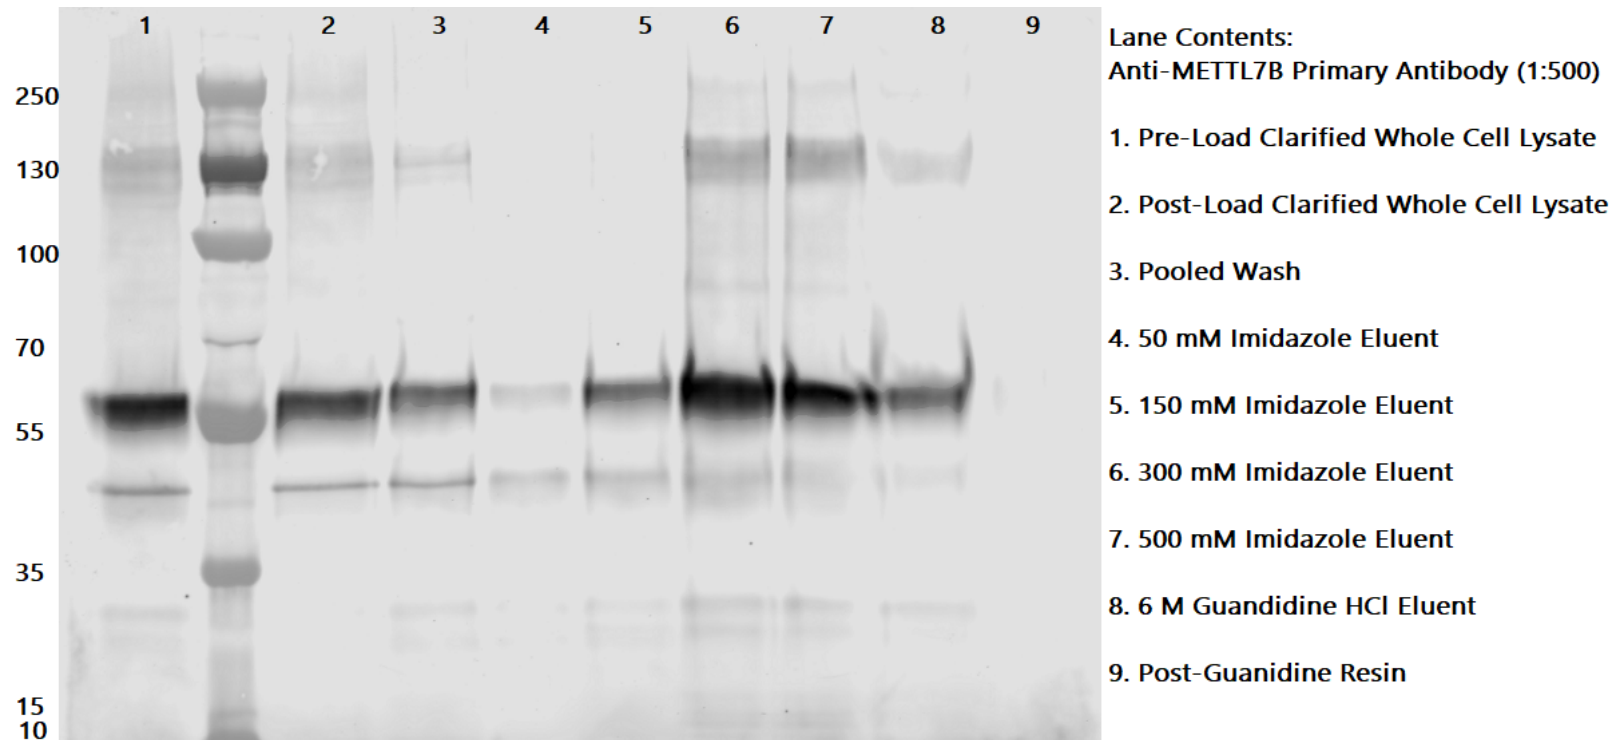 1 2 3 4 5 6 7 8 9
250
130
100
70
55
35
15
10
Lane Contents:
Anti-METTL7B Primary Antibody (1:500)
1. Pre-Load Clarified Whole Cell Lysate
2. Post-Load Clarified Whole Cell Lysate
3. Pooled Wash
4. 50 mM Imidazole Eluent
5. 150 mM Imidazole Eluent
6. 300 mM Imidazole Eluent
7. 500 mM Imidazole Eluent
8. 6 M Guandidine HCl Eluent
9. Post-Guanidine Resin